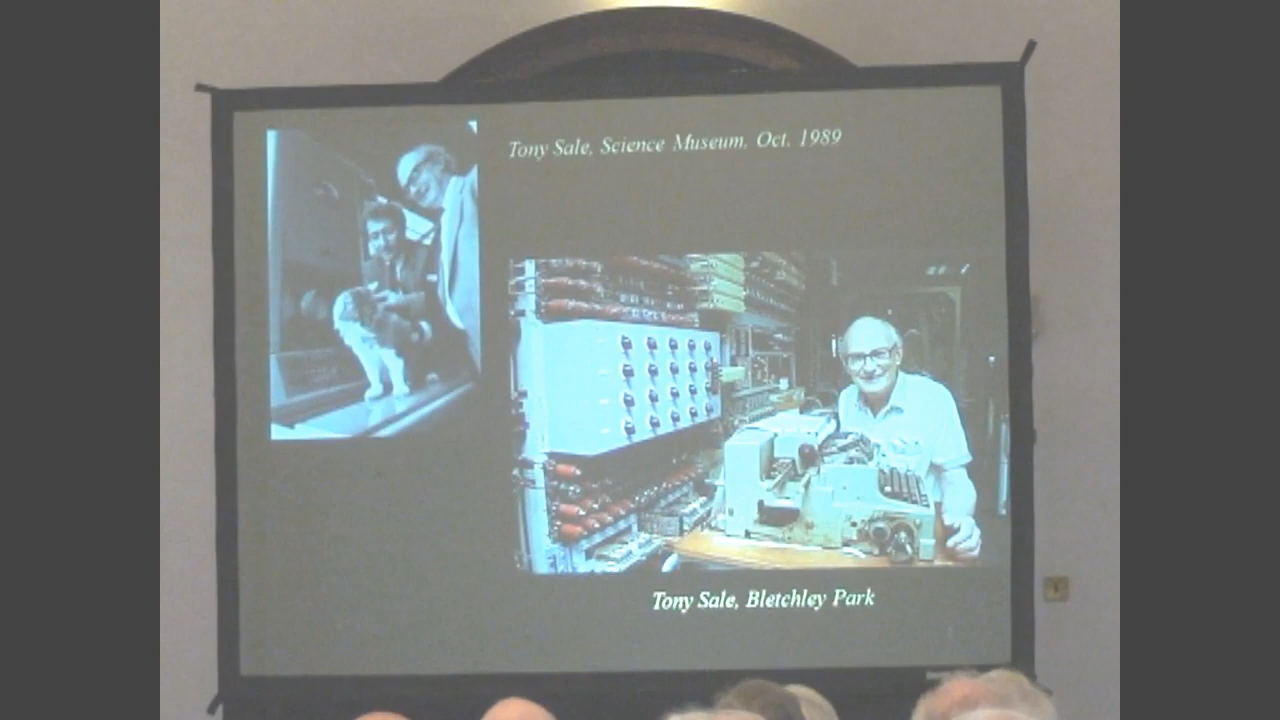 Tony Sale, Science Museum. Oct. 1989
Tony Sale, Bletchley Park